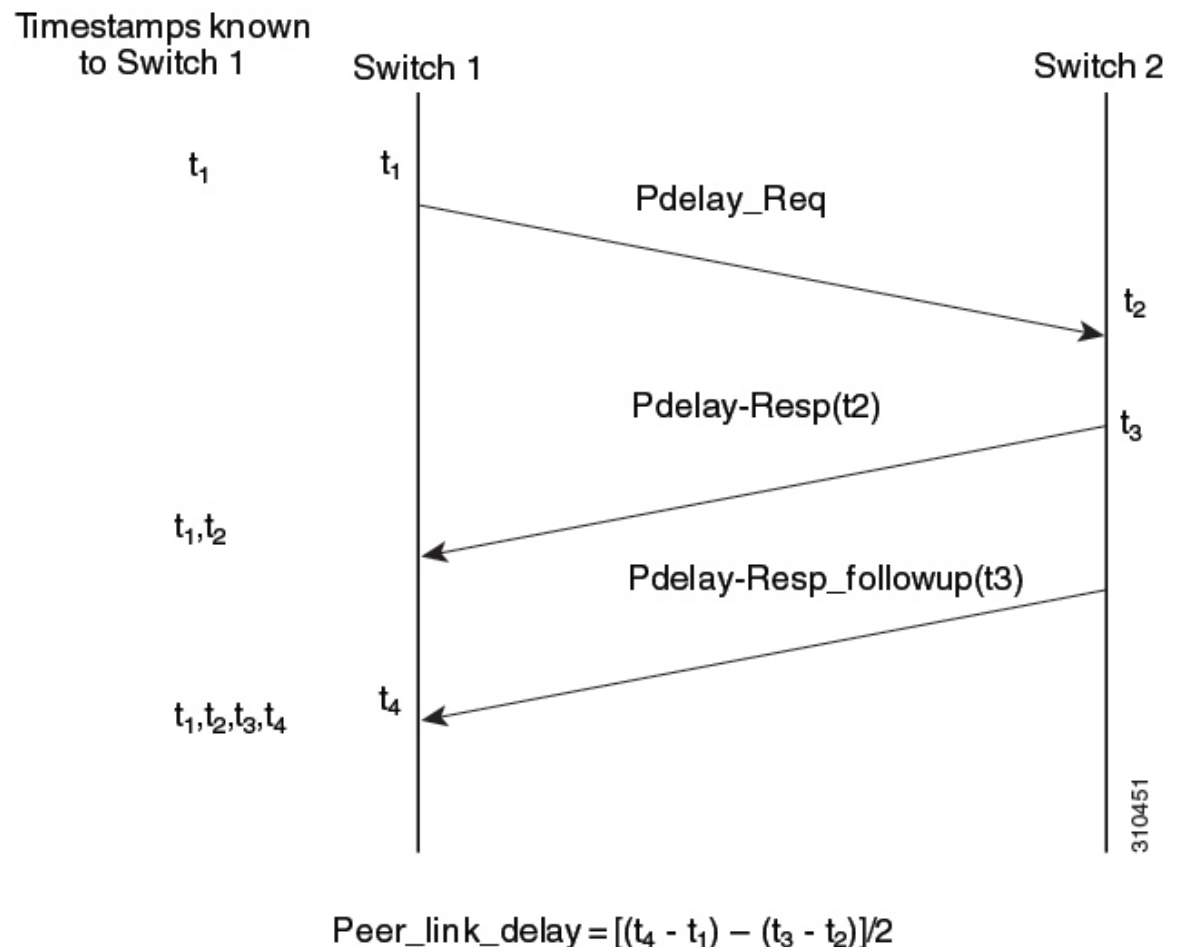 Timestamps known
to Switch 1
Switch 1
Switch 2
t₁
t₁
Pdelay_Req
t₂
Pdelay-Resp(t2)
t₃
t₁,t₂
Pdelay-Resp_followup(t3)
t₁,t₂,t₃,t₄
t₄
310451
Peer_link_delay = [(t₄ - t₁) – (t₃ - t₂)]/2